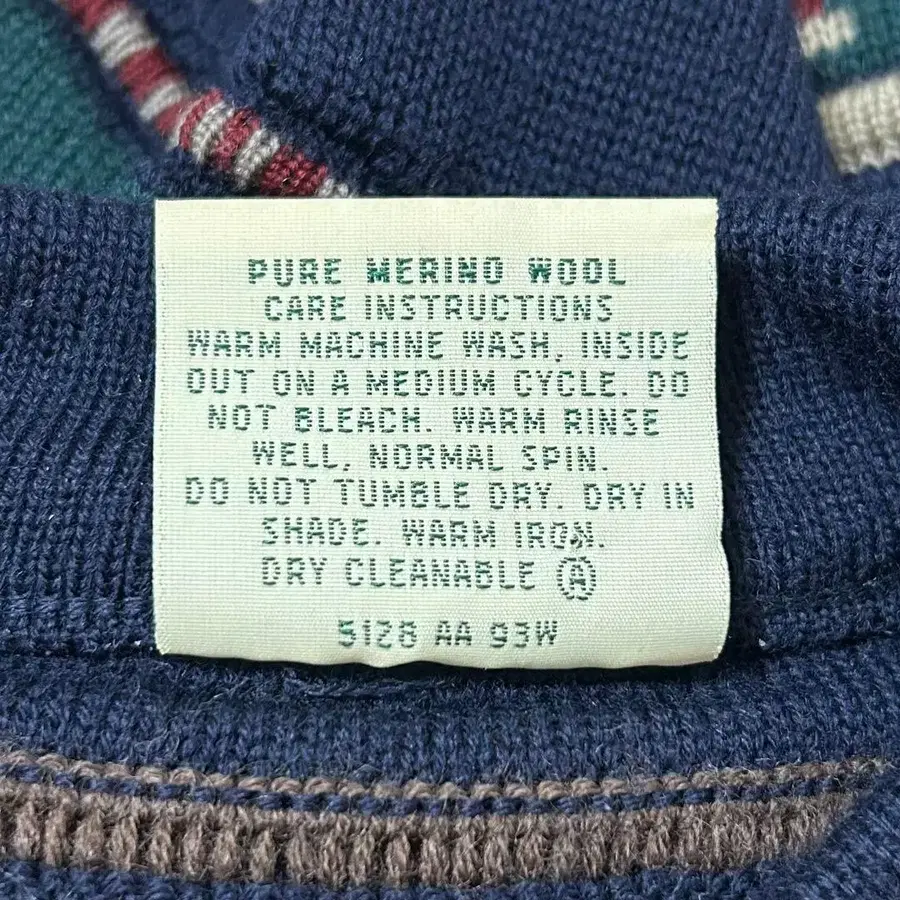 PURE MERINO WOOL
CARE INSTRUCTIONS
WARM MACHINE WASH, INSIDE
OUT ON A MEDIUM CYCLE. DO
NOT BLEACH. WARM RINSE
WELL, NORMAL SPIN.
DO NOT TUMBLE DRY. DRY IN
SHADE. WARM IRON.
DRY CLEANABLE Ⓐ
5128 AA 93W